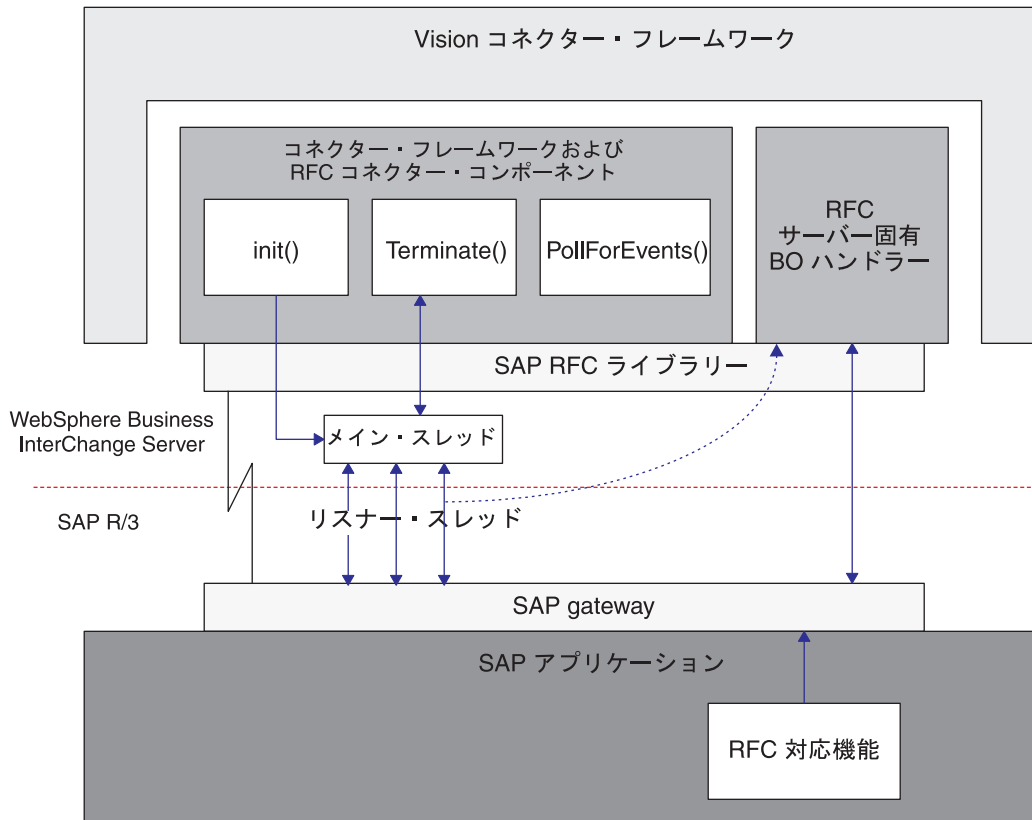 Vision コネクター・フレームワーク
コネクター・フレームワークおよび
RFC コネクター・コンポーネント
init()
Terminate()
PollForEvents()
RFC
サーバー固有
BO ハンドラー
SAP RFC ライブラリー
WebSphere Business
InterChange Server
メイン・スレッド
SAP R/3
リスナー・スレッド
SAP gateway
SAP アプリケーション
RFC 対応機能